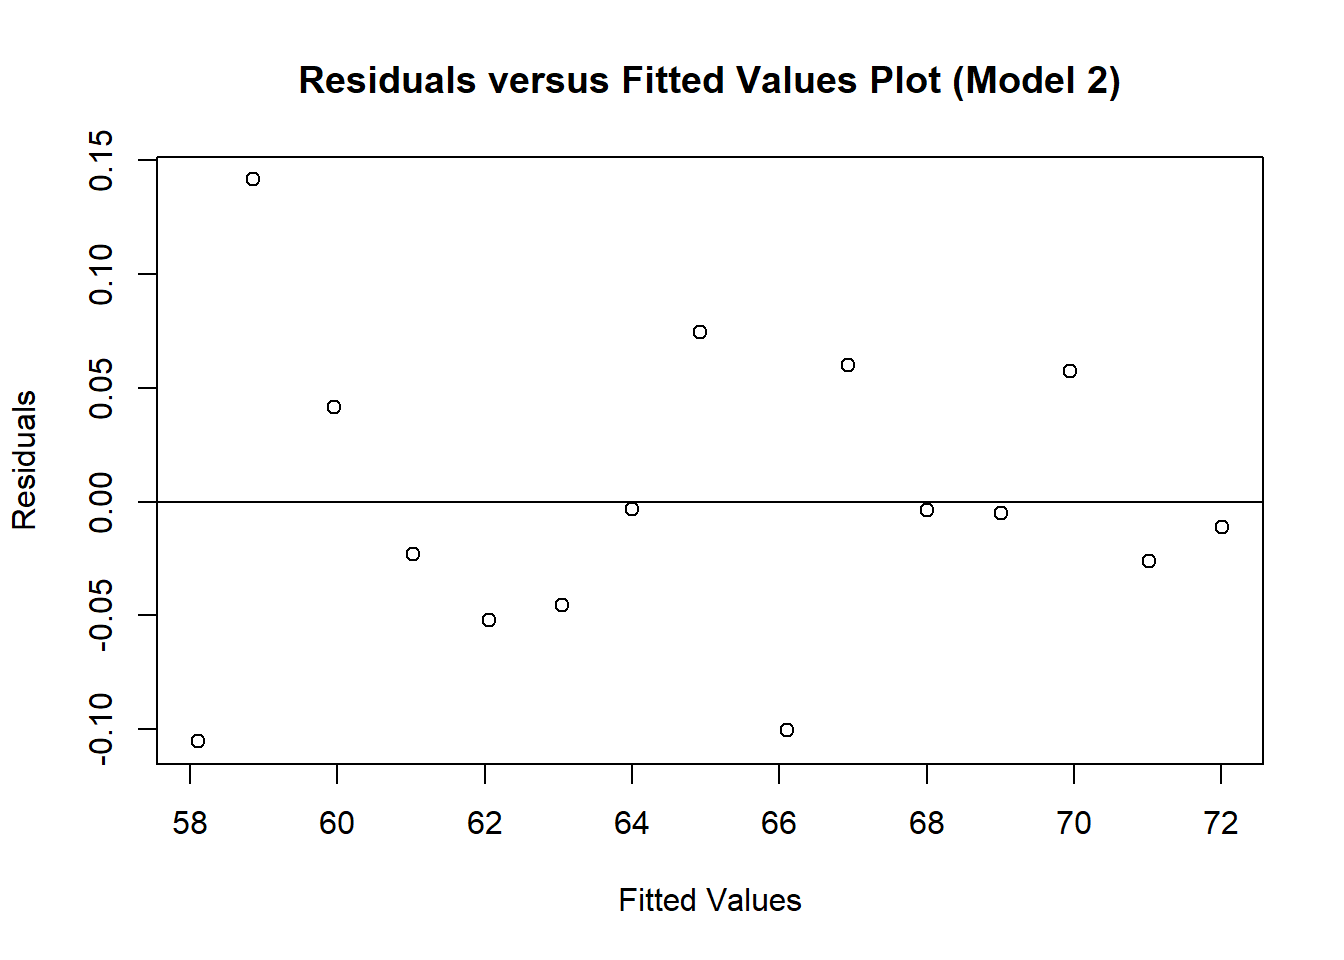 Residuals versus Fitted Values Plot (Model 2)
Residuals
0.15
0.10
0.05
0.00
-0.05
-0.10
58 60 62 64 66 68 70 72
Fitted Values